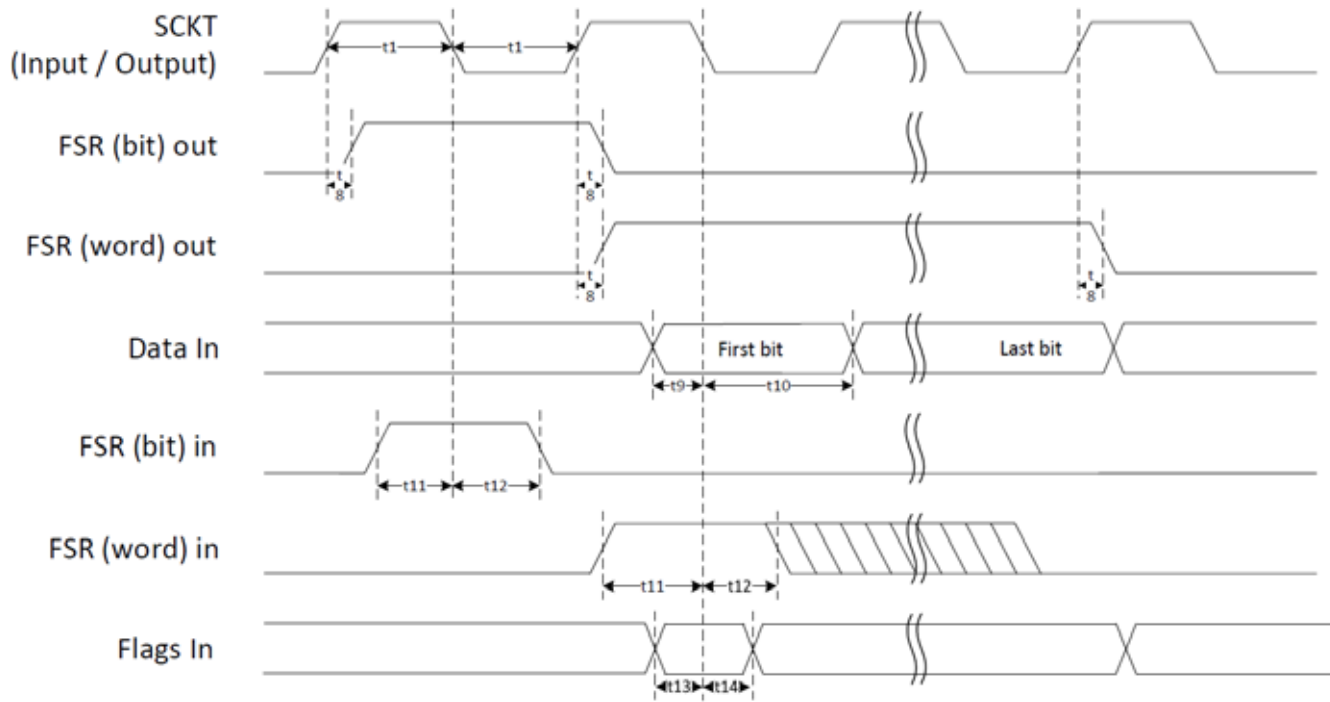 SCKT
(Input / Output)
t1
t1
FSR (bit) out
t
8
t
8
FSR (word) out
t
8
t
8
Data In
First bit
Last bit
t9
t10
FSR (bit) in
t11
t12
FSR (word) in
t11
t12
Flags In
t13
t14